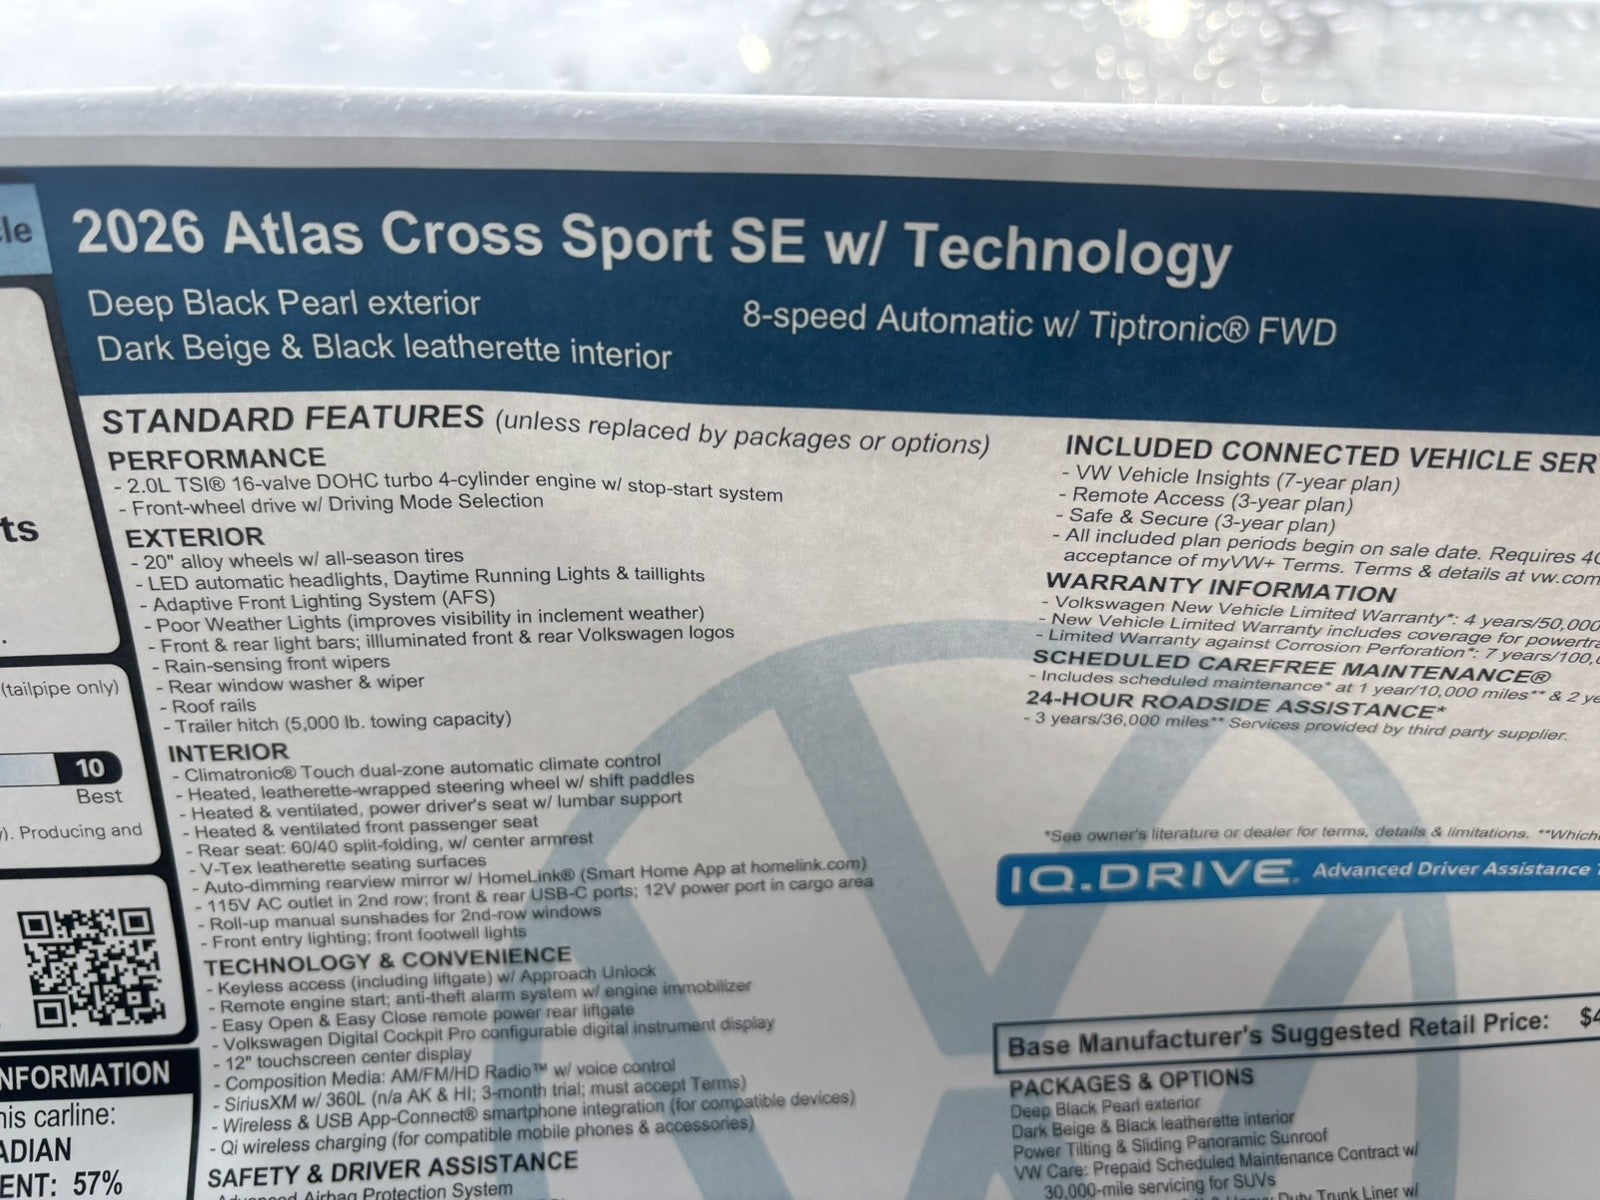 le
2026 Atlas Cross Sport SE w/ Technology
Deep Black Pearl exterior
8-speed Automatic w/ Tiptronic® FWD
Dark Beige & Black leatherette interior
ts
.
(tailpipe only)
10
Best
). Producing and
NFORMATION
his carline:
ADIAN
ENT: 57%
STANDARD FEATURES (unless replaced by packages or options)
PERFORMANCE
- 2.0L TSI® 16-valve DOHC turbo 4-cylinder engine w/ stop-start system
- Front-wheel drive w/ Driving Mode Selection
EXTERIOR
- 20" alloy wheels w/ all-season tires
- LED automatic headlights, Daytime Running Lights & taillights
- Adaptive Front Lighting System (AFS)
- Poor Weather Lights (improves visibility in inclement weather)
- Front & rear light bars; illluminated front & rear Volkswagen logos
- Rain-sensing front wipers
- Rear window washer & wiper
- Roof rails
- Trailer hitch (5,000 lb. towing capacity)
INTERIOR
- Climatronic® Touch dual-zone automatic climate control
- Heated, leatherette-wrapped steering wheel w/ shift paddles
- Heated & ventilated, power driver's seat w/ lumbar support
- Heated & ventilated front passenger seat
- Rear seat: 60/40 split-folding, w/ center armrest
- V-Tex leatherette seating surfaces
- Auto-dimming rearview mirror w/ HomeLink® (Smart Home App at homelink.com)
- 115V AC outlet in 2nd row; front & rear USB-C ports; 12V power port in cargo area
- Roll-up manual sunshades for 2nd-row windows
- Front entry lighting; front footwell lights
TECHNOLOGY & CONVENIENCE
- Keyless access (including liftgate) w/ Approach Unlock
- Remote engine start; anti-theft alarm system w/ engine immobilizer
- Easy Open & Easy Close remote power rear liftgate
- Volkswagen Digital Cockpit Pro configurable digital instrument display
- 12" touchscreen center display
- Composition Media: AM/FM/HD Radio™ w/ voice control
- SiriusXM w/ 360L (n/a AK & HI; 3-month trial; must accept Terms)
- Wireless & USB App-Connect® smartphone integration (for compatible devices)
- Qi wireless charging (for compatible mobile phones & accessories)
SAFETY & DRIVER ASSISTANCE
- Advanced Airbag Protection System
INCLUDED CONNECTED VEHICLE SER
- VW Vehicle Insights (7-year plan)
- Remote Access (3-year plan)
- Safe & Secure (3-year plan)
- All included plan periods begin on sale date. Requires 4G
acceptance of myVW+ Terms. Terms & details at vw.com
WARRANTY INFORMATION
- Volkswagen New Vehicle Limited Warranty*: 4 years/50,000
- New Vehicle Limited Warranty includes coverage for powertra
- Limited Warranty against Corrosion Perforation*: 7 years/100,
SCHEDULED CAREFREE MAINTENANCE®
- Includes scheduled maintenance* at 1 year/10,000 miles** & 2 ye
24-HOUR ROADSIDE ASSISTANCE*
- 3 years/36,000 miles** Services provided by third party supplier.
*See owner's literature or dealer for terms, details & limitations. **Which
IQ.DRIVE Advanced Driver Assistance
Base Manufacturer's Suggested Retail Price: $4
PACKAGES & OPTIONS
Deep Black Pearl exterior
Dark Beige & Black leatherette interior
Power Tilting & Sliding Panoramic Sunroof
VW Care: Prepaid Scheduled Maintenance Contract w/
30,000-mile servicing for SUVs
Duty Trunk Liner w/